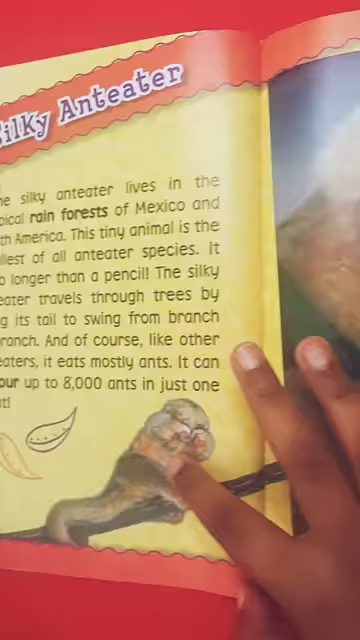 Silky Anteater
he silky anteater lives in the
pical rain forests of Mexico and
th America. This tiny animal is the
llest of all anteater species. It
o longer than a pencil! The silky
eater travels through trees by
g its tail to swing from branch
ranch. And of course, like other
eaters, it eats mostly ants. It can
our up to 8,000 ants in just one
t!